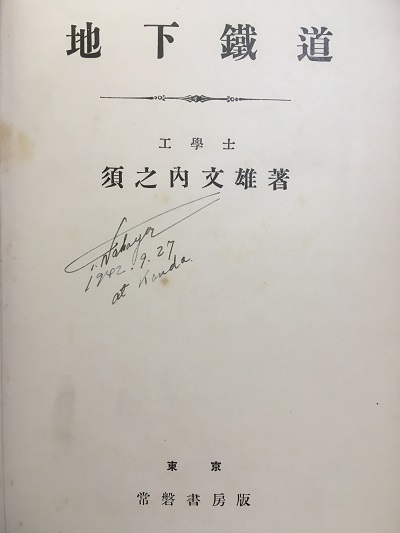 地下鐵道
工學士
須之內文雄著
1942.9.27
at Kanda.
東京
常磐書房版